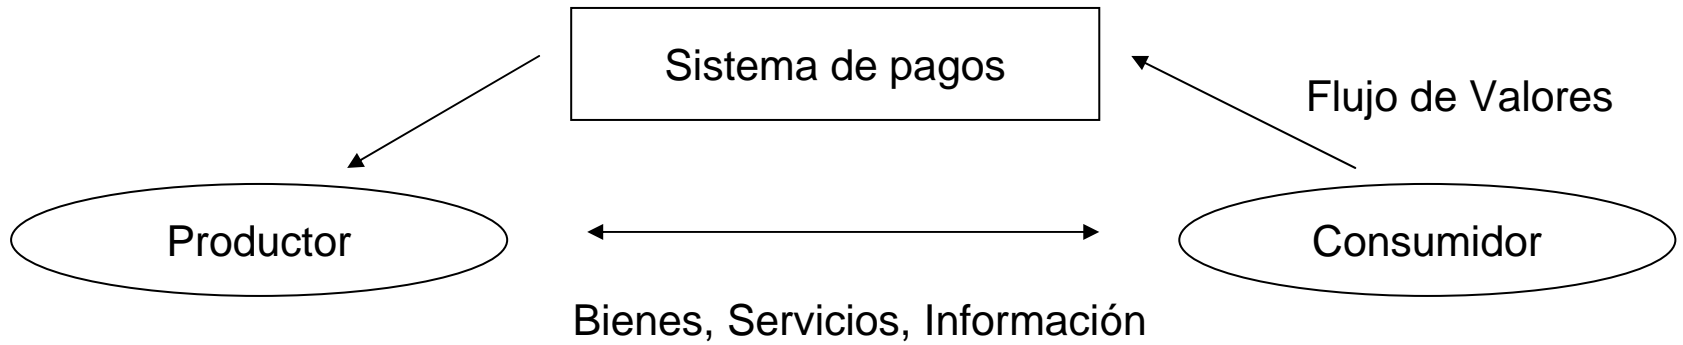 Sistema de pagos
Flujo de Valores
Productor
Consumidor
Bienes, Servicios, Información